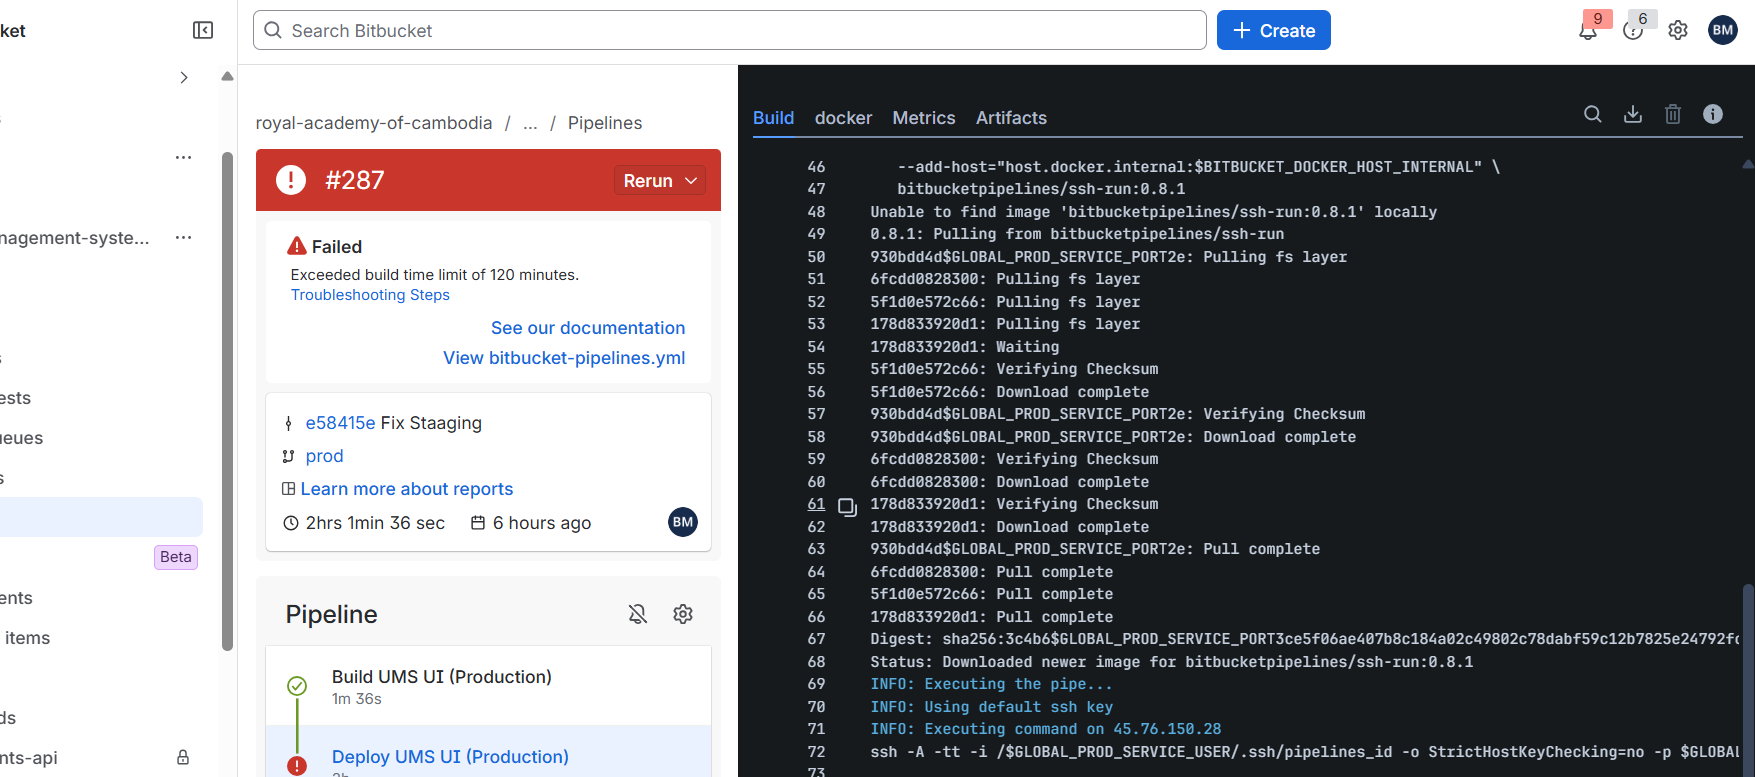 ket
Search Bitbucket
Create
9
6
BM
royal-academy-of-cambodia / ... / Pipelines
#287
Rerun
Failed
Exceeded build time limit of 120 minutes.
Troubleshooting Steps
See our documentation
View bitbucket-pipelines.yml
e58415e Fix Staaging
prod
Learn more about reports
2hrs 1min 36 sec
6 hours ago
BM
Pipeline
Build UMS UI (Production)
1m 36s
Deploy UMS UI (Production)
nagement-syste...
ests
ueues
Beta
ents
items
ds
nts-api
Build
docker
Metrics
Artifacts
46 --add-host="host.docker.internal:$BITBUCKET_DOCKER_HOST_INTERNAL" \
47 bitbucketpipelines/ssh-run:0.8.1
48 Unable to find image 'bitbucketpipelines/ssh-run:0.8.1' locally
49 0.8.1: Pulling from bitbucketpipelines/ssh-run
50 930bdd4d$GLOBAL_PROD_SERVICE_PORT2e: Pulling fs layer
51 6fcdd0828300: Pulling fs layer
52 5f1d0e572c66: Pulling fs layer
53 178d833920d1: Pulling fs layer
54 178d833920d1: Waiting
55 5f1d0e572c66: Verifying Checksum
56 5f1d0e572c66: Download complete
57 930bdd4d$GLOBAL_PROD_SERVICE_PORT2e: Verifying Checksum
58 930bdd4d$GLOBAL_PROD_SERVICE_PORT2e: Download complete
59 6fcdd0828300: Verifying Checksum
60 6fcdd0828300: Download complete
61 178d833920d1: Verifying Checksum
62 178d833920d1: Download complete
63 930bdd4d$GLOBAL_PROD_SERVICE_PORT2e: Pull complete
64 6fcdd0828300: Pull complete
65 5f1d0e572c66: Pull complete
66 178d833920d1: Pull complete
67 Digest: sha256:3c4b6$GLOBAL_PROD_SERVICE_PORT3ce5f06ae407b8c184a02c49802c78dabf59c12b7825e24792fc
68 Status: Downloaded newer image for bitbucketpipelines/ssh-run:0.8.1
69 INFO: Executing the pipe...
70 INFO: Using default ssh key
71 INFO: Executing command on 45.76.150.28
72 ssh -A -tt -i /$GLOBAL_PROD_SERVICE_USER/.ssh/pipelines_id -o StrictHostKeyChecking=no -p $GLOBAL
73